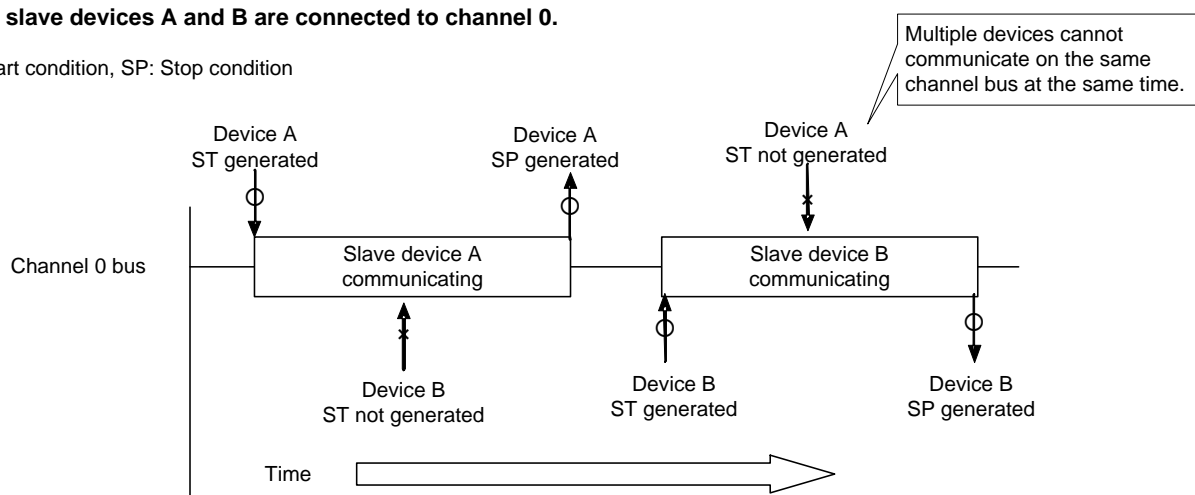 slave devices A and B are connected to channel 0.
art condition, SP: Stop condition
Multiple devices cannot
communicate on the same
channel bus at the same time.
Device A
ST generated
Device A
SP generated
Device A
ST not generated
Channel 0 bus
Slave device A
communicating
Slave device B
communicating
Device B
ST not generated
Device B
ST generated
Device B
SP generated
Time